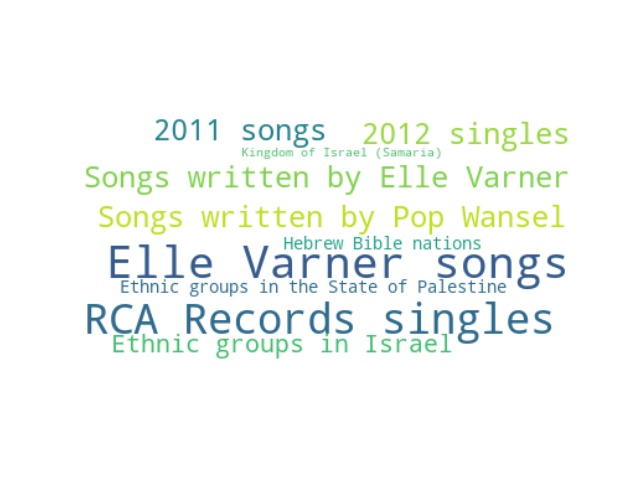 2011 songs
2012 singles
Kingdom of Israel (Samaria)
Songs written by Elle Varner
Songs written by Pop Wansel
Hebrew Bible nations
Elle Varner songs
Ethnic groups in the State of Palestine
RCA Records singles
Ethnic groups in Israel